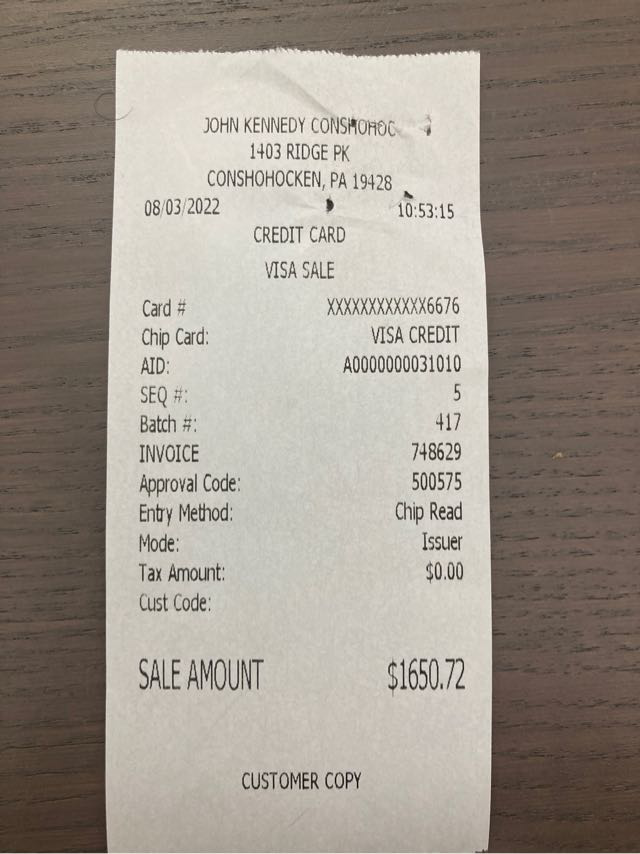 JOHN KENNEDY CONSHOHOC
1403 RIDGE PK
CONSHOHOCKEN, PA 19428
08/03/2022 10:53:15
CREDIT CARD
VISA SALE
Card # XXXXXXXXXXXX6676
Chip Card: VISA CREDIT
AID: A0000000031010
SEQ #: 5
Batch #: 417
INVOICE 748629
Approval Code: 500575
Entry Method: Chip Read
Mode: Issuer
Tax Amount: $0.00
Cust Code:
SALE AMOUNT $1650.72
CUSTOMER COPY